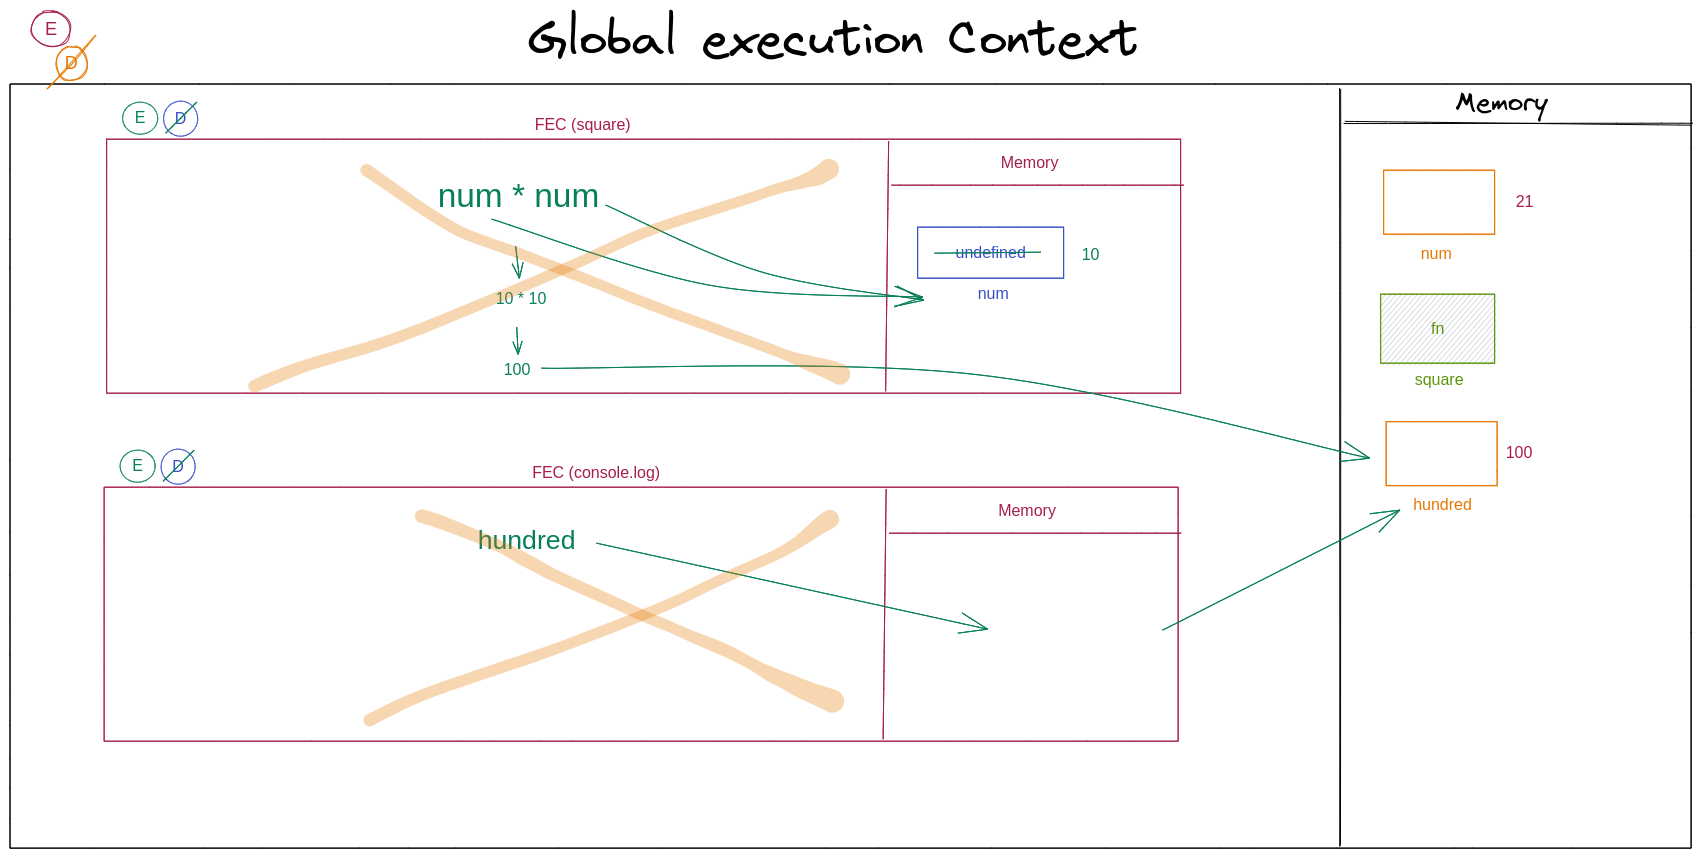 E
Global execution Context
D
Memory
E
D
FEC (square)
Memory
num * num
undefined
10
num
10 * 10
100
21
num
fn
square
100
hundred
E
D
FEC (console.log)
Memory
hundred